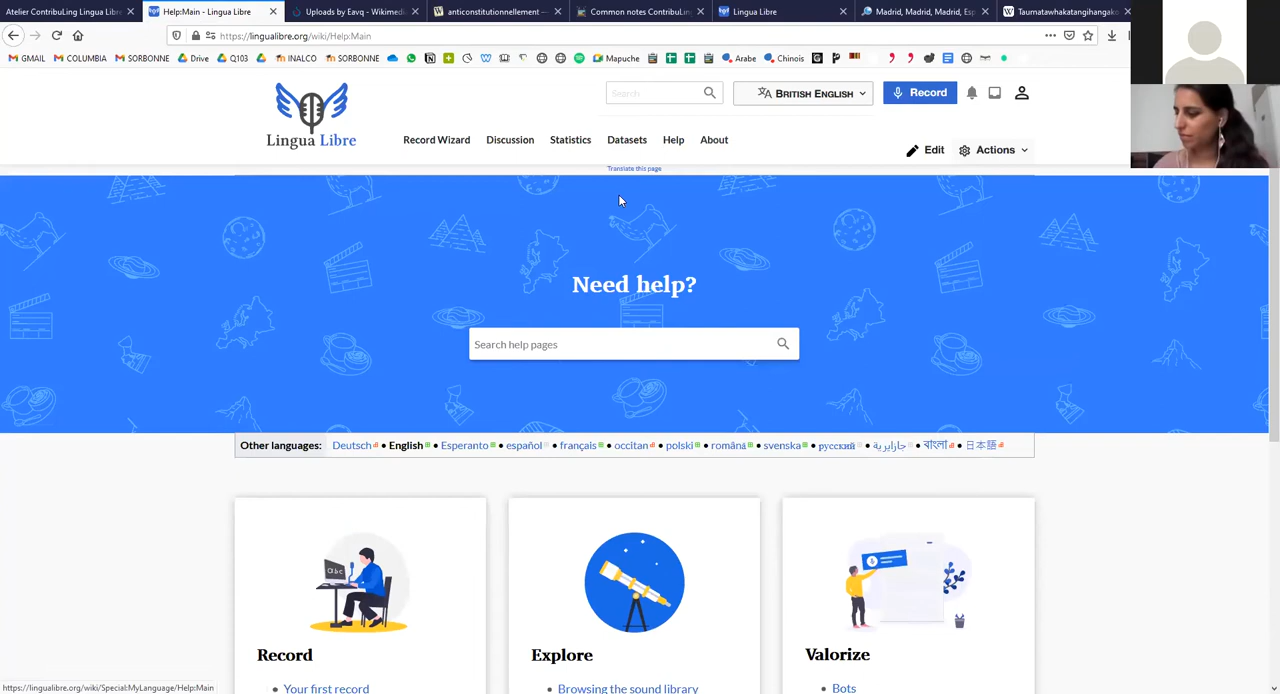 Atelier ContribuLing Lingua Libre
Help:Main - Lingua Libre
Uploads by Eavq - Wikimedia
anticonstitutionnellement —
Common notes ContribuLing
Lingua Libre
Madrid, Madrid, Madrid, Esp
Taumatawhakatangihangako
https://lingualibre.org/wiki/Help:Main
GMAIL
COLUMBIA
SORBONNE
Drive
Q103
INALCO
SORBONNE
Mapuche
Arabe
Chinois
Search
BRITISH ENGLISH
Record
Lingua Libre
Record Wizard
Discussion
Statistics
Datasets
Help
About
Edit
Actions
Translate this page
Need help?
Search help pages
Other languages: Deutsch • English • Esperanto • español • français • occitan • polski • română • svenska • русский • جازايرية • বাংলা • 日本語
Record
Explore
Valorize
• Your first record
• Browsing the sound library
• Bots
https://lingualibre.org/wiki/Special:MyLanguage/Help:Main